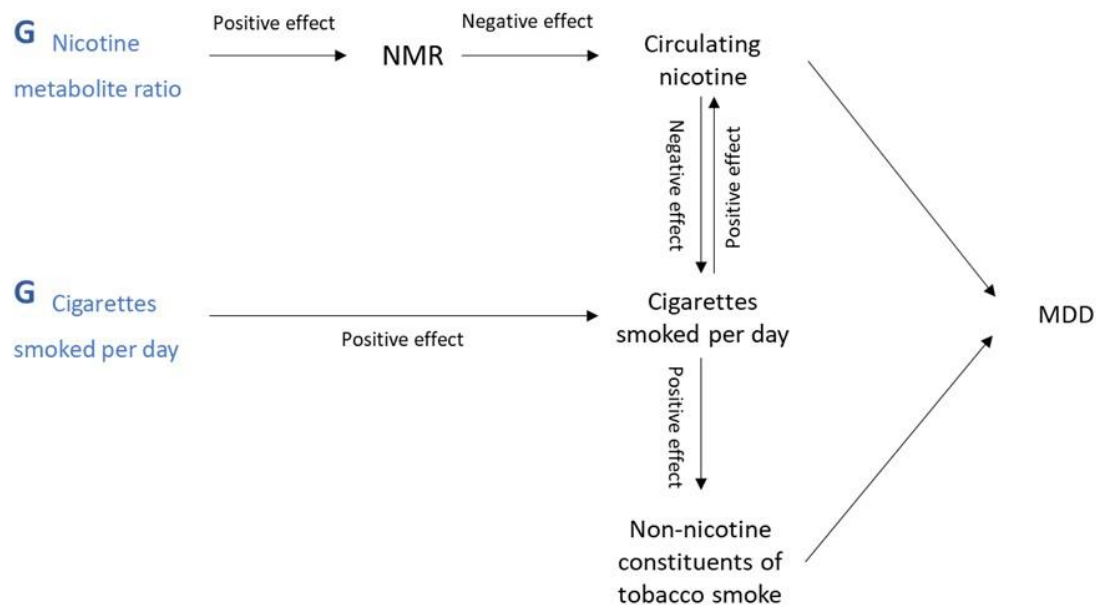 Positive effect
Negative effect
G Nicotine
metabolite ratio
NMR
Circulating
nicotine
Negative effect
Positive effect
G Cigarettes
smoked per day
Positive effect
Cigarettes
smoked per day
MDD
Positive effect
Non-nicotine
constituents of
tobacco smoke